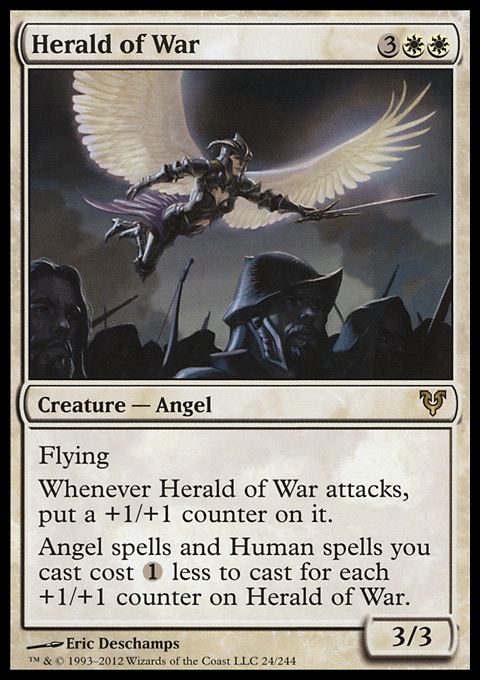 Herald of War 3
Creature — Angel
Flying
Whenever Herald of War attacks,
put a +1/+1 counter on it.
Angel spells and Human spells you
cast cost 1 less to cast for each
+1/+1 counter on Herald of War.
3/3
Eric Deschamps
™ & © 1993–2012 Wizards of the Coast LLC 24/244